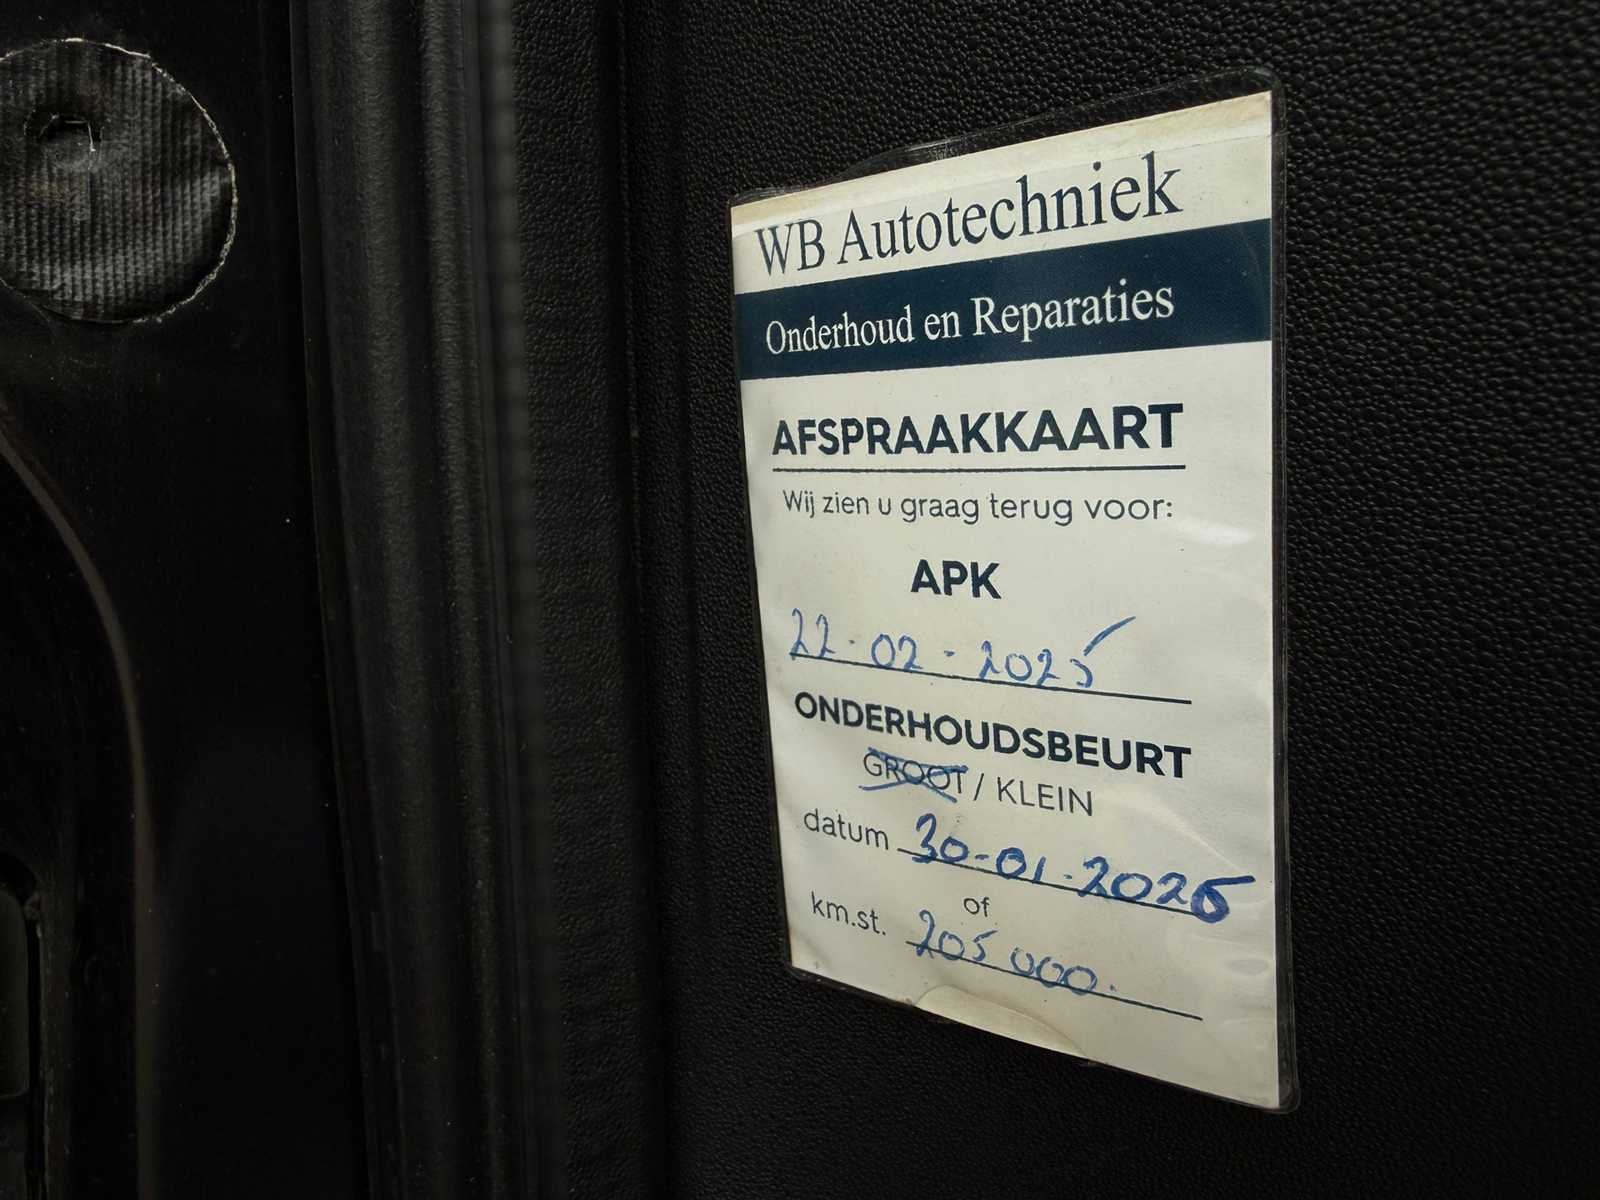 WB Autotechniek
Onderhoud en Reparaties
AFSPRAAKKAART
Wij zien u graag terug voor:
APK
22-02-2025
ONDERHOUDSBEURT
GROOT / KLEIN
datum 30-01-2025
of
km.st. 205 000.